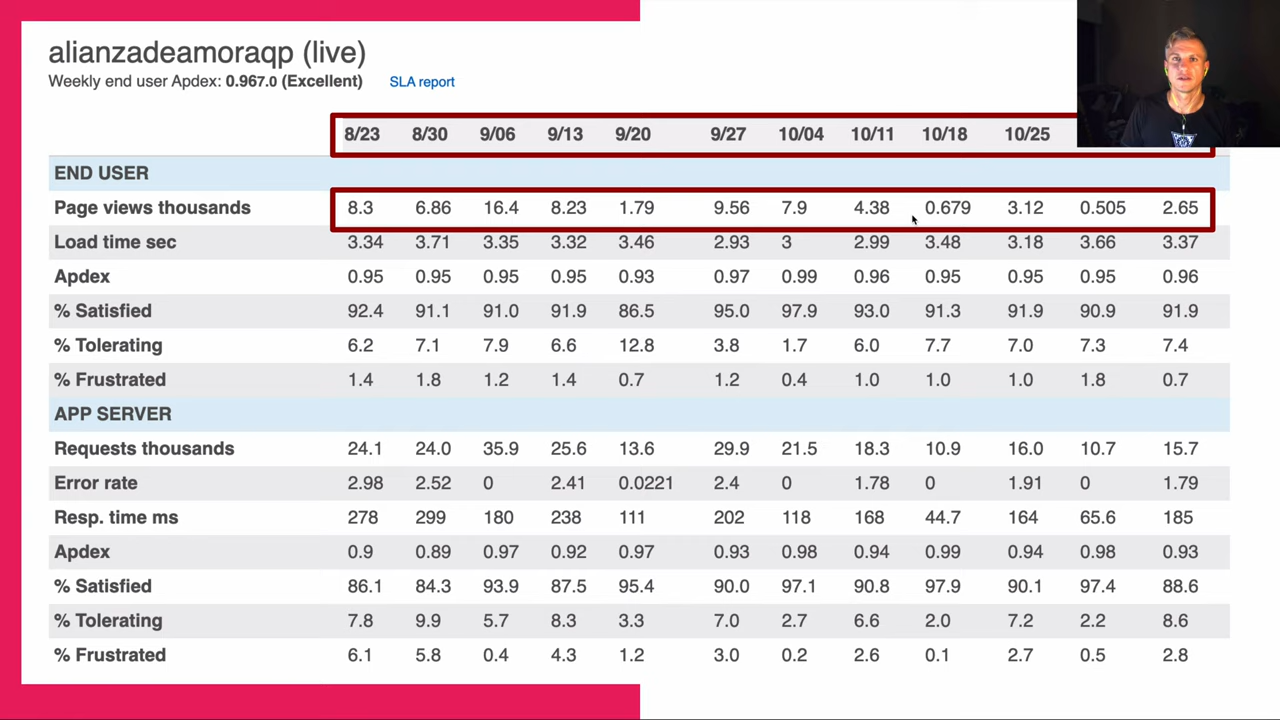 alianzadeamoraqp (live)
Weekly end user Apdex: 0.967.0 (Excellent) SLA report
8/23 8/30 9/06 9/13 9/20 9/27 10/04 10/11 10/18 10/25
END USER
Page views thousands 8.3 6.86 16.4 8.23 1.79 9.56 7.9 4.38 0.679 3.12 0.505 2.65
Load time sec 3.34 3.71 3.35 3.32 3.46 2.93 3 2.99 3.48 3.18 3.66 3.37
Apdex 0.95 0.95 0.95 0.95 0.93 0.97 0.99 0.96 0.95 0.95 0.95 0.96
% Satisfied 92.4 91.1 91.0 91.9 86.5 95.0 97.9 93.0 91.3 91.9 90.9 91.9
% Tolerating 6.2 7.1 7.9 6.6 12.8 3.8 1.7 6.0 7.7 7.0 7.3 7.4
% Frustrated 1.4 1.8 1.2 1.4 0.7 1.2 0.4 1.0 1.0 1.0 1.8 0.7
APP SERVER
Requests thousands 24.1 24.0 35.9 25.6 13.6 29.9 21.5 18.3 10.9 16.0 10.7 15.7
Error rate 2.98 2.52 0 2.41 0.0221 2.4 0 1.78 0 1.91 0 1.79
Resp. time ms 278 299 180 238 111 202 118 168 44.7 164 65.6 185
Apdex 0.9 0.89 0.97 0.92 0.97 0.93 0.98 0.94 0.99 0.94 0.98 0.93
% Satisfied 86.1 84.3 93.9 87.5 95.4 90.0 97.1 90.8 97.9 90.1 97.4 88.6
% Tolerating 7.8 9.9 5.7 8.3 3.3 7.0 2.7 6.6 2.0 7.2 2.2 8.6
% Frustrated 6.1 5.8 0.4 4.3 1.2 3.0 0.2 2.6 0.1 2.7 0.5 2.8